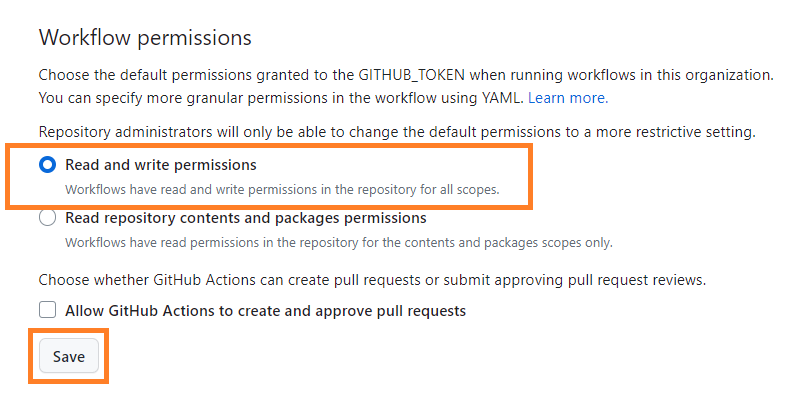 Workflow permissions
Choose the default permissions granted to the GITHUB_TOKEN when running workflows in this organization.
You can specify more granular permissions in the workflow using YAML. Learn more.
Repository administrators will only be able to change the default permissions to a more restrictive setting.
Read and write permissions
Workflows have read and write permissions in the repository for all scopes.
Read repository contents and packages permissions
Workflows have read permissions in the repository for the contents and packages scopes only.
Choose whether GitHub Actions can create pull requests or submit approving pull request reviews.
Allow GitHub Actions to create and approve pull requests
Save